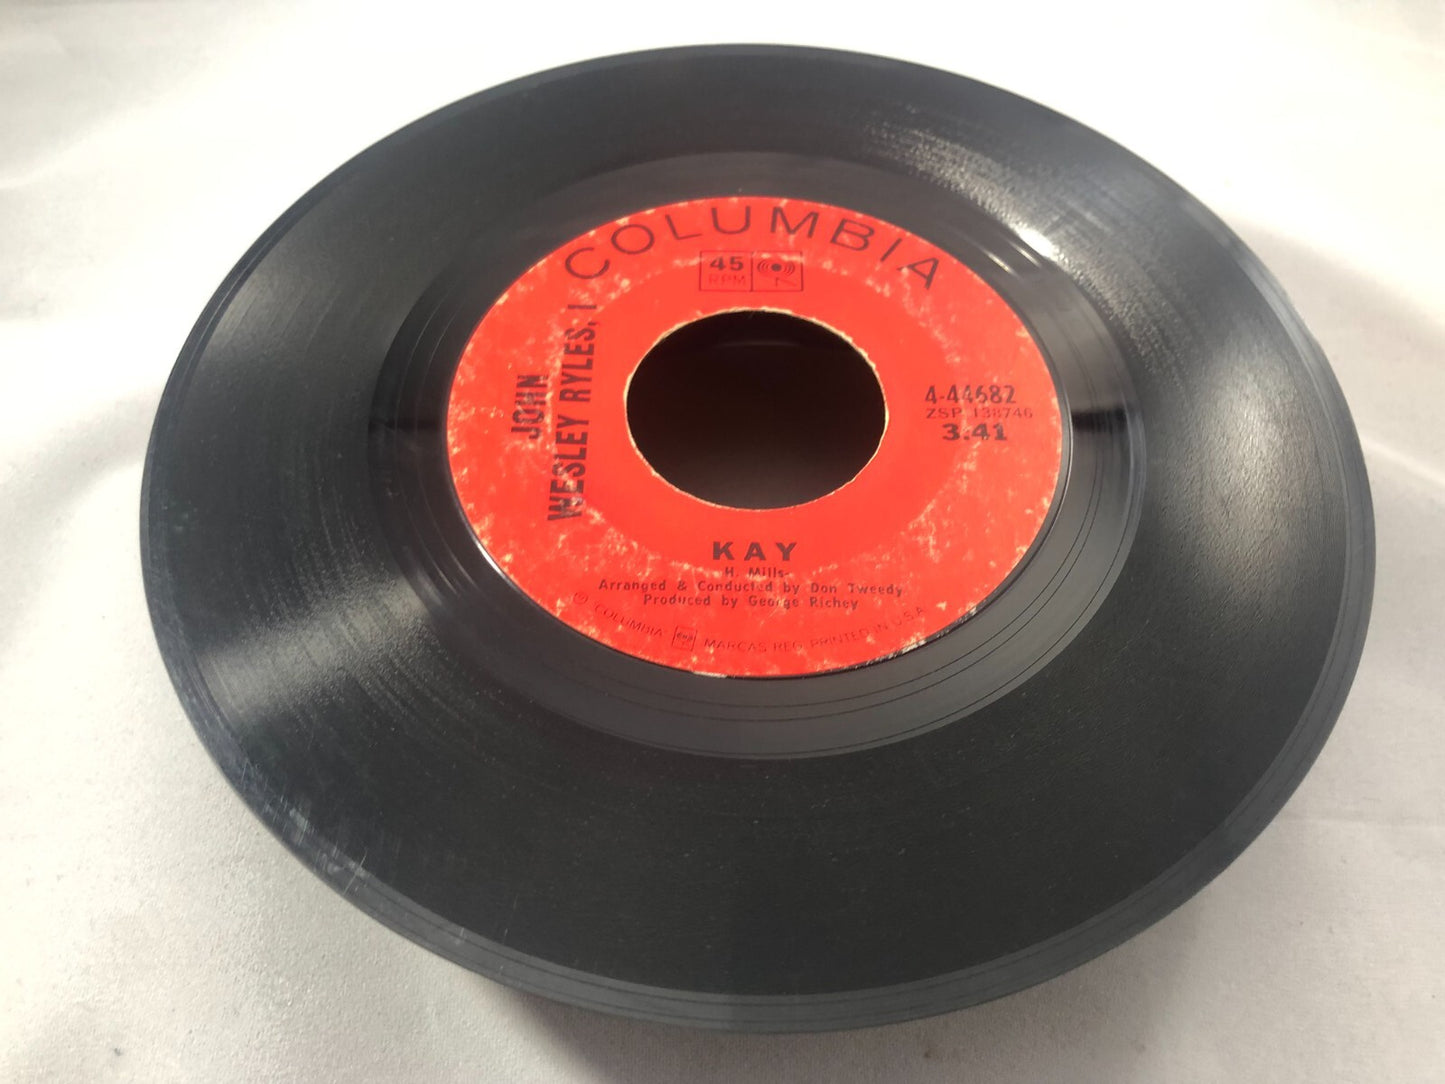 COLUMBIA
45
RPM
JOHN
WESLEY RYLES, I
4-44682
ZSP 138746
3:41
KAY
-H. Mills-
Arranged & Conducted by Don Tweedy
Produced by George Richey
℗ "COLUMBIA" MARCAS REG. PRINTED IN U.S.A.